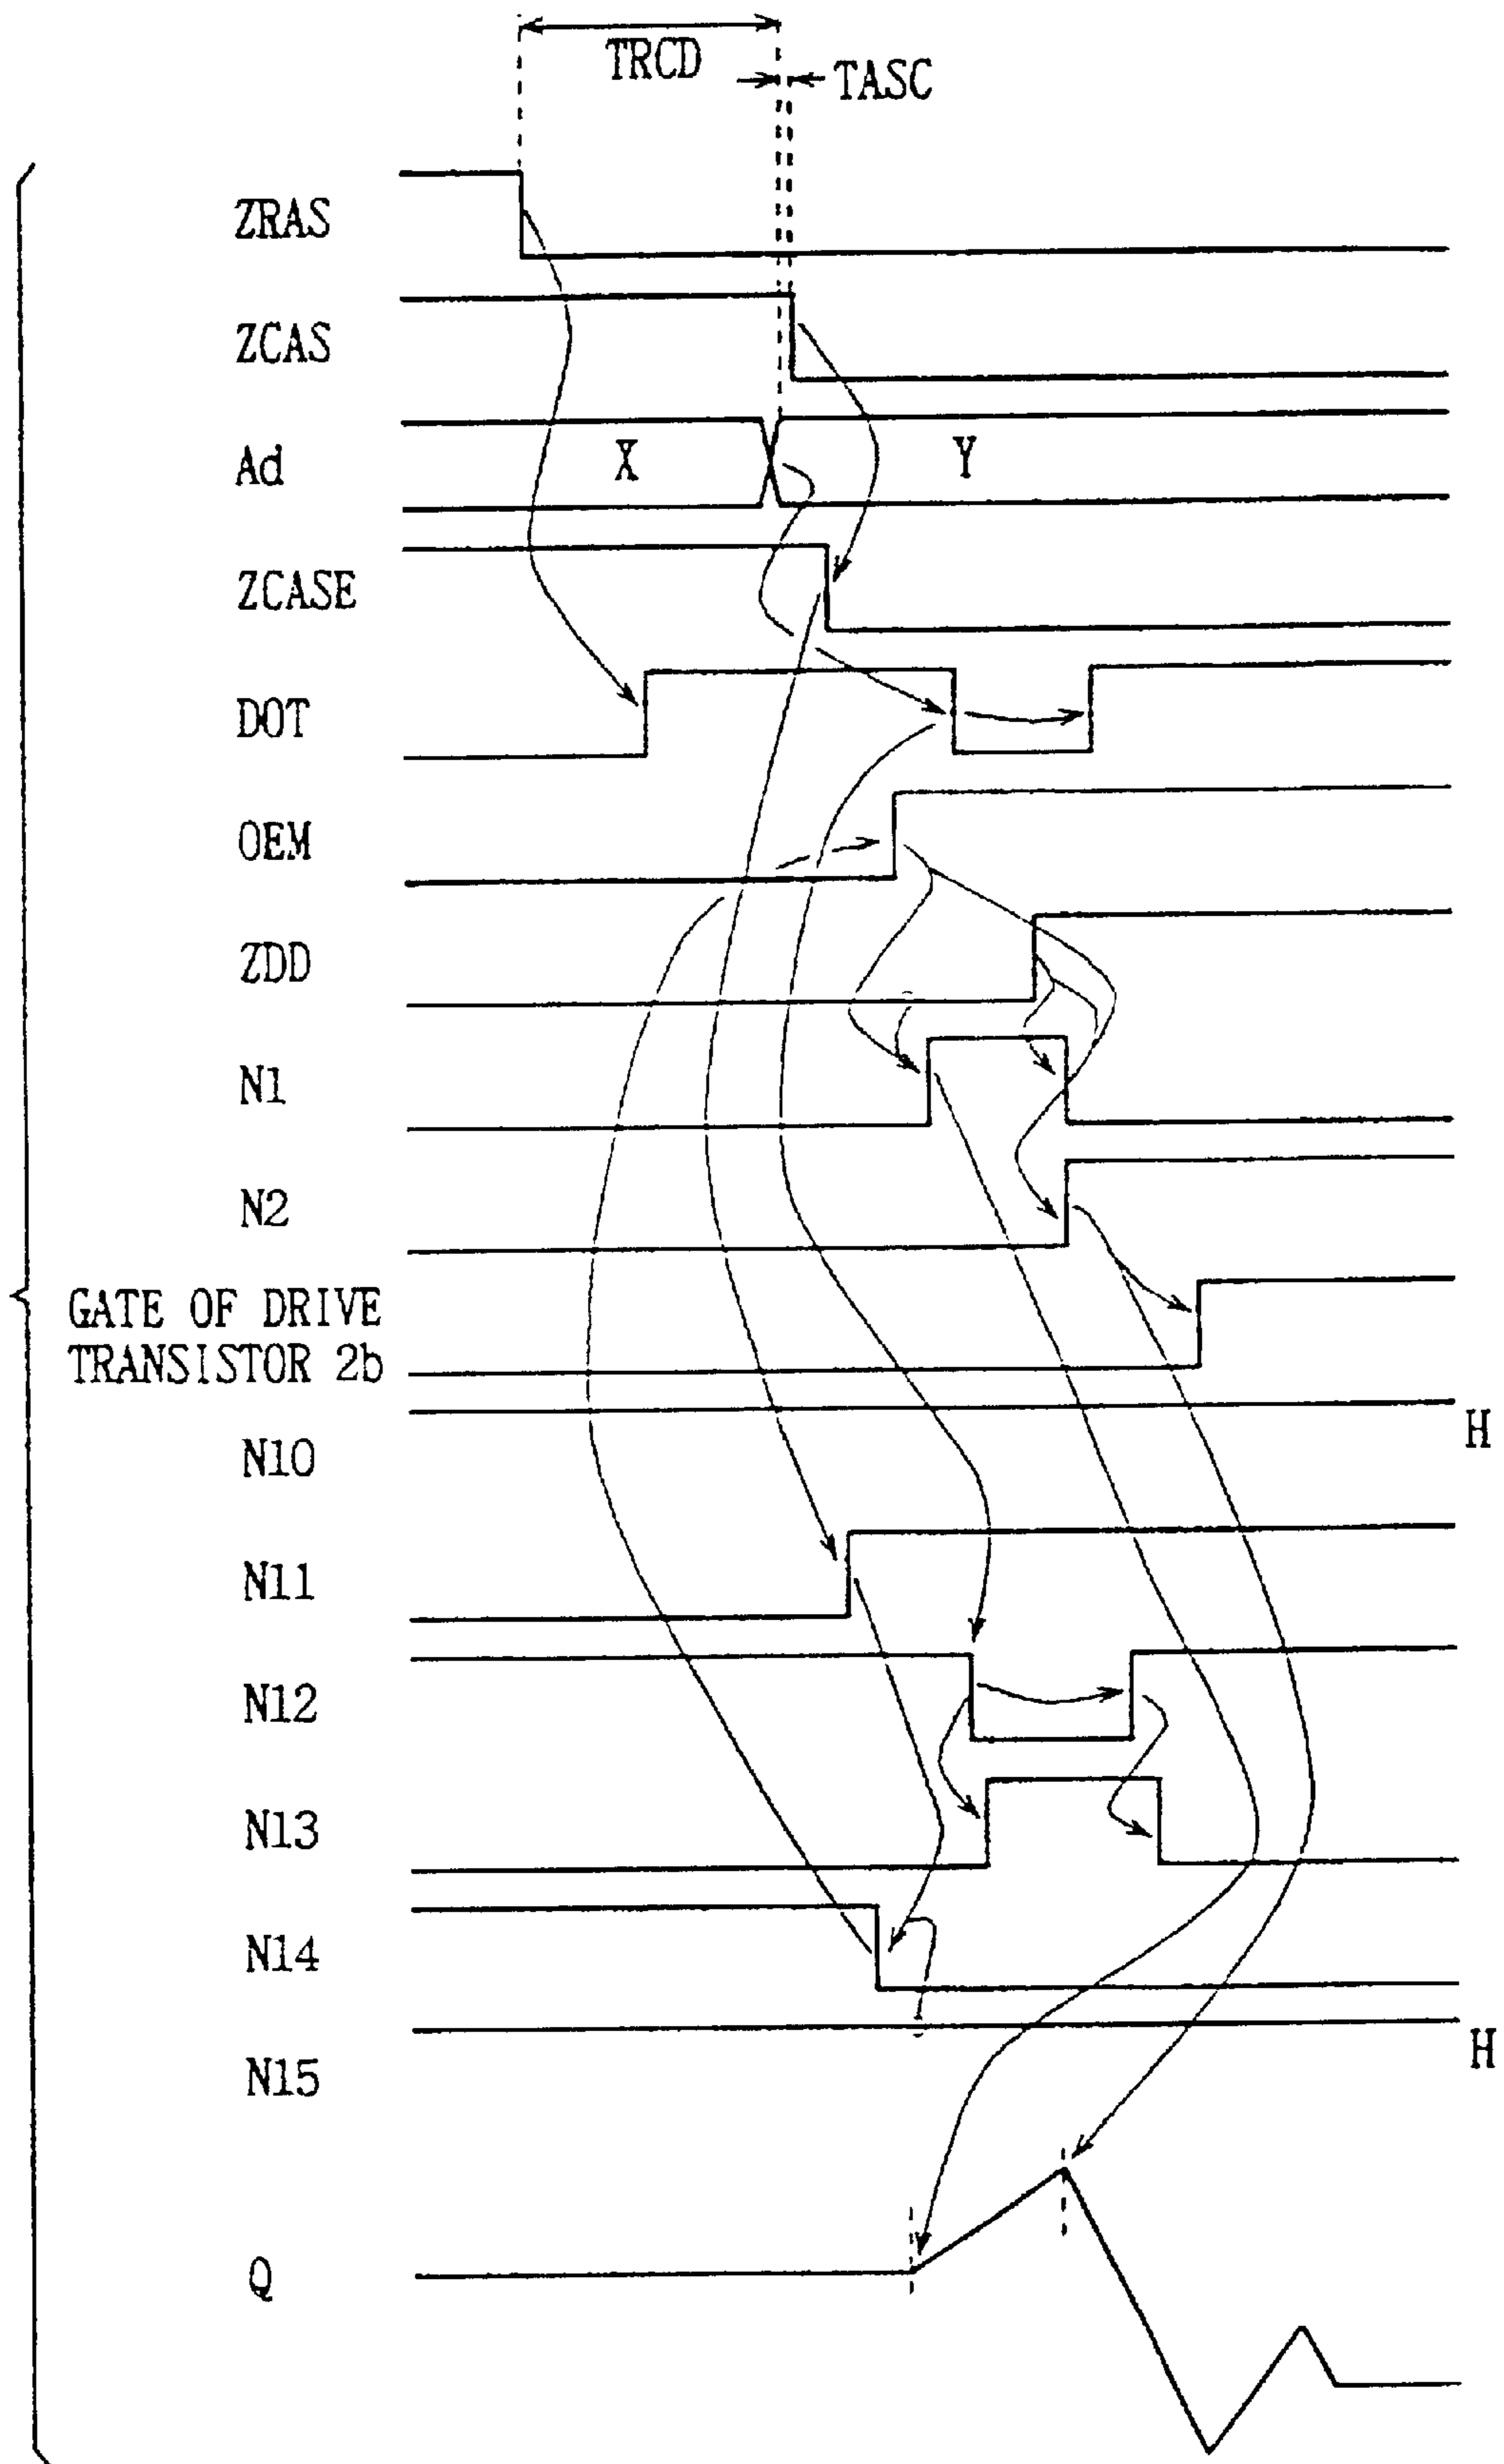 TRCD
TASC
ZRAS
ZCAS
Ad X Y
ZCASE
DOT
OEM
ZDD
N1
N2
GATE OF DRIVE
TRANSISTOR 2b
H
N10
N11
N12
N13
N14
H
N15
Q